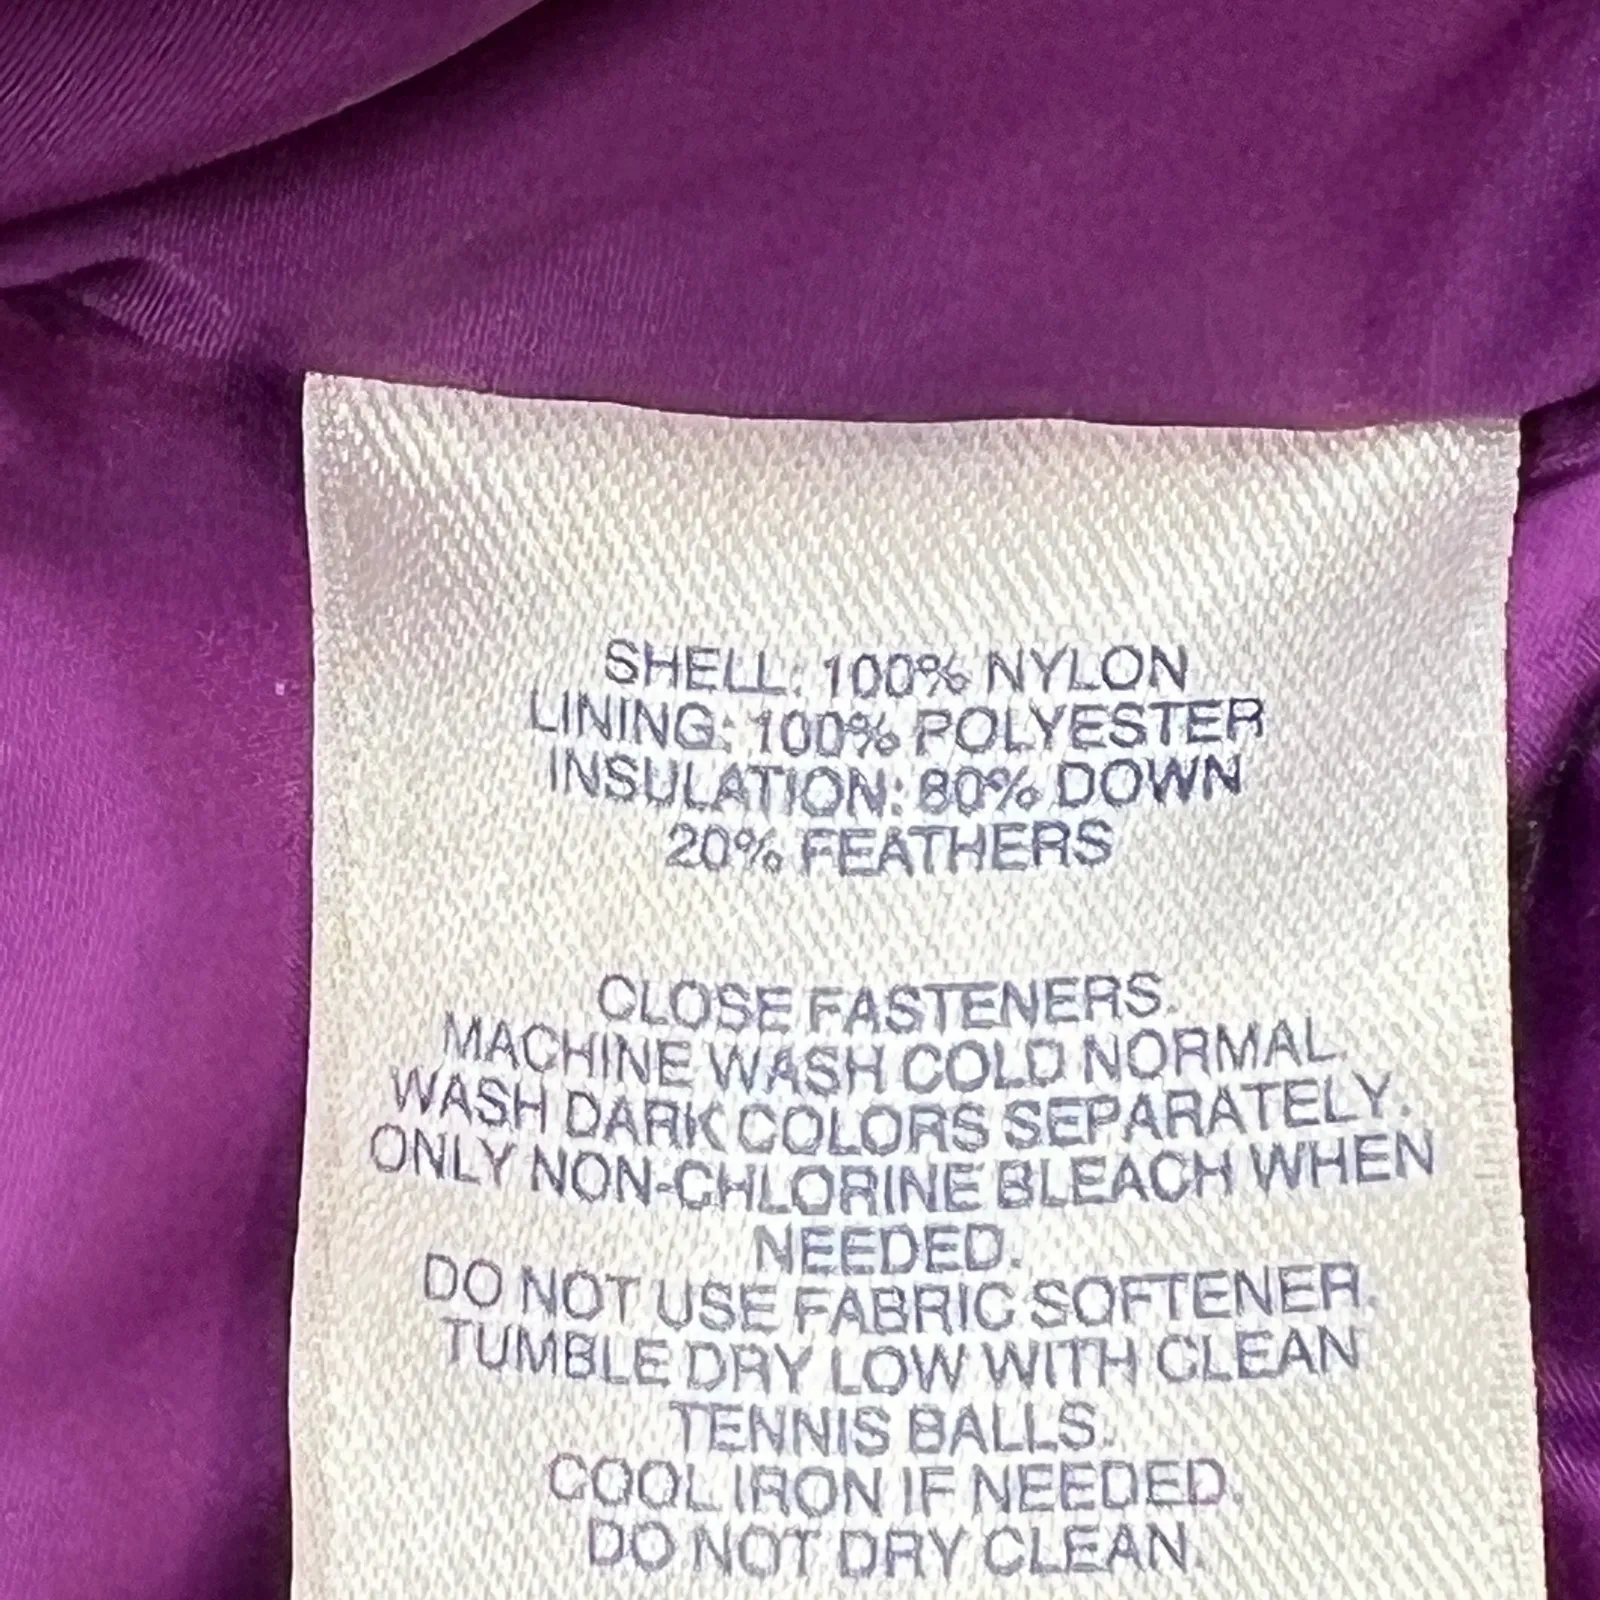 SHELL: 100% NYLON
LINING: 100% POLYESTER
INSULATION: 80% DOWN
20% FEATHERS
CLOSE FASTENERS.
MACHINE WASH COLD NORMAL
WASH DARK COLORS SEPARATELY.
ONLY NON-CHLORINE BLEACH WHEN
NEEDED.
DO NOT USE FABRIC SOFTENER.
TUMBLE DRY LOW WITH CLEAN
TENNIS BALLS.
COOL IRON IF NEEDED.
DO NOT DRY CLEAN.